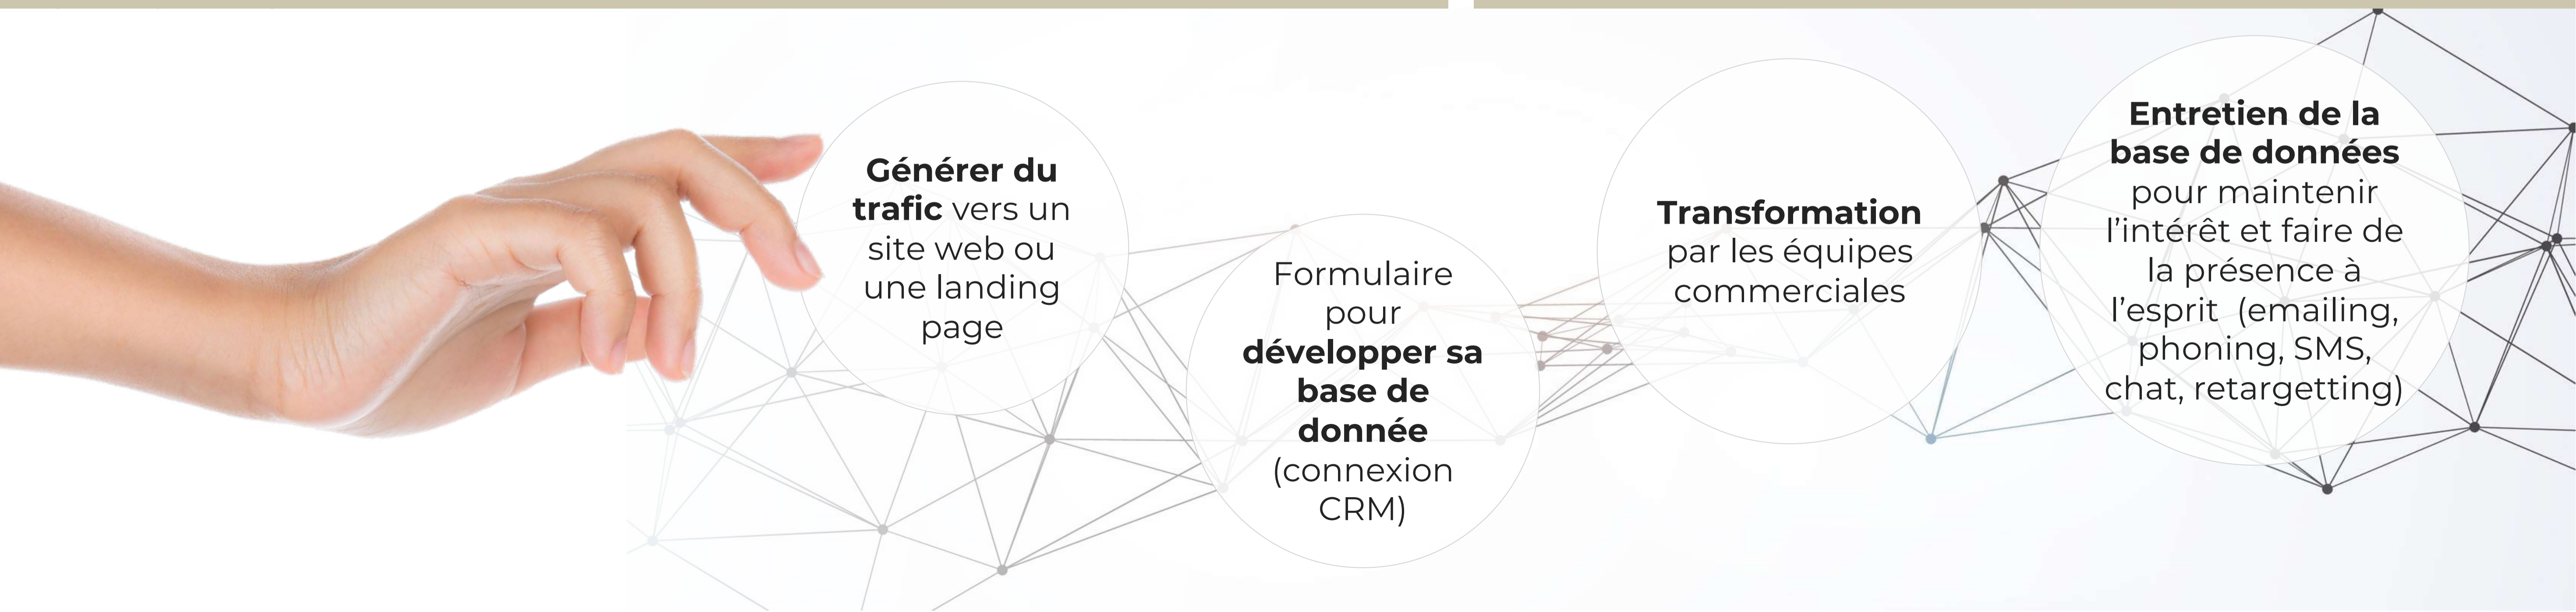 Générer du
trafic vers un
site web ou
une landing
page
Formulaire
pour
développer sa
base de
donnée
(connexion
CRM)
Transformation
par les équipes
commerciales
Entretien de la
base de données
pour maintenir
l’intérêt et faire de
la présence à
l’esprit  (emailing,
phoning, SMS,
chat, retargetting)